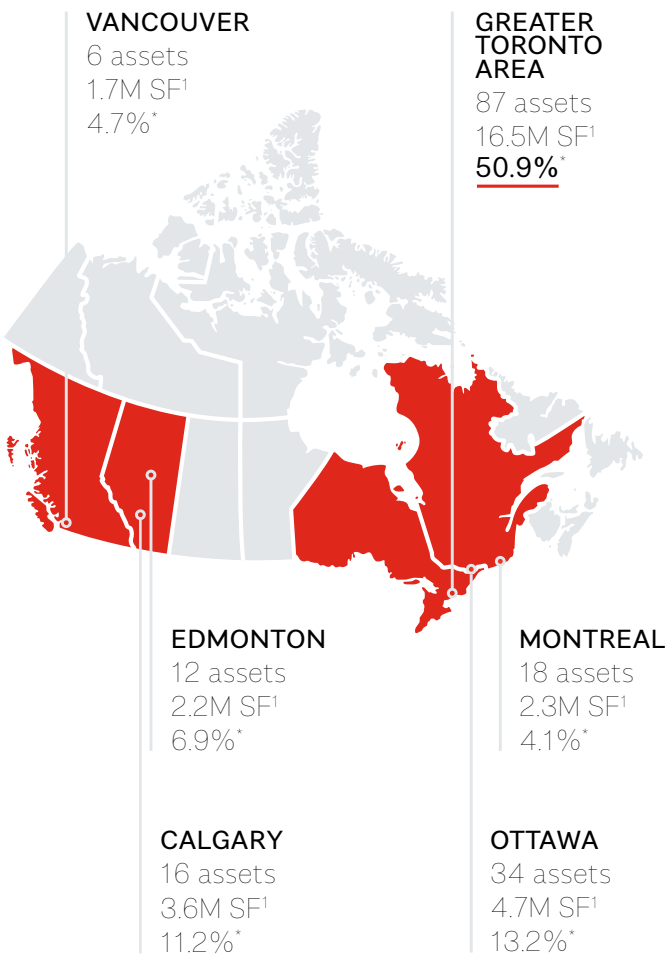 VANCOUVER
6 assets
1.7M SF¹
4.7%*
GREATER
TORONTO
AREA
87 assets
16.5M SF¹
50.9%*
EDMONTON
12 assets
2.2M SF¹
6.9%*
MONTREAL
18 assets
2.3M SF¹
4.1%*
CALGARY
16 assets
3.6M SF¹
11.2%*
OTTAWA
34 assets
4.7M SF¹
13.2%*